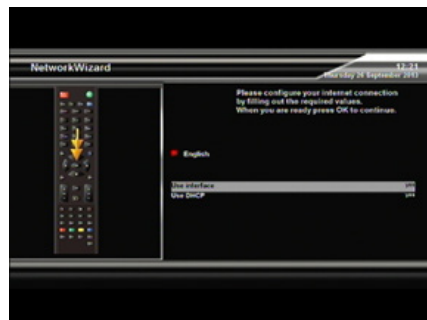 NetworkWizard
12:31
Thursday 26 September 2013
Please configure your internet connection
by filling out the required values.
When you are ready press OK to continue.
English
Use interface yes
Use DHCP yes